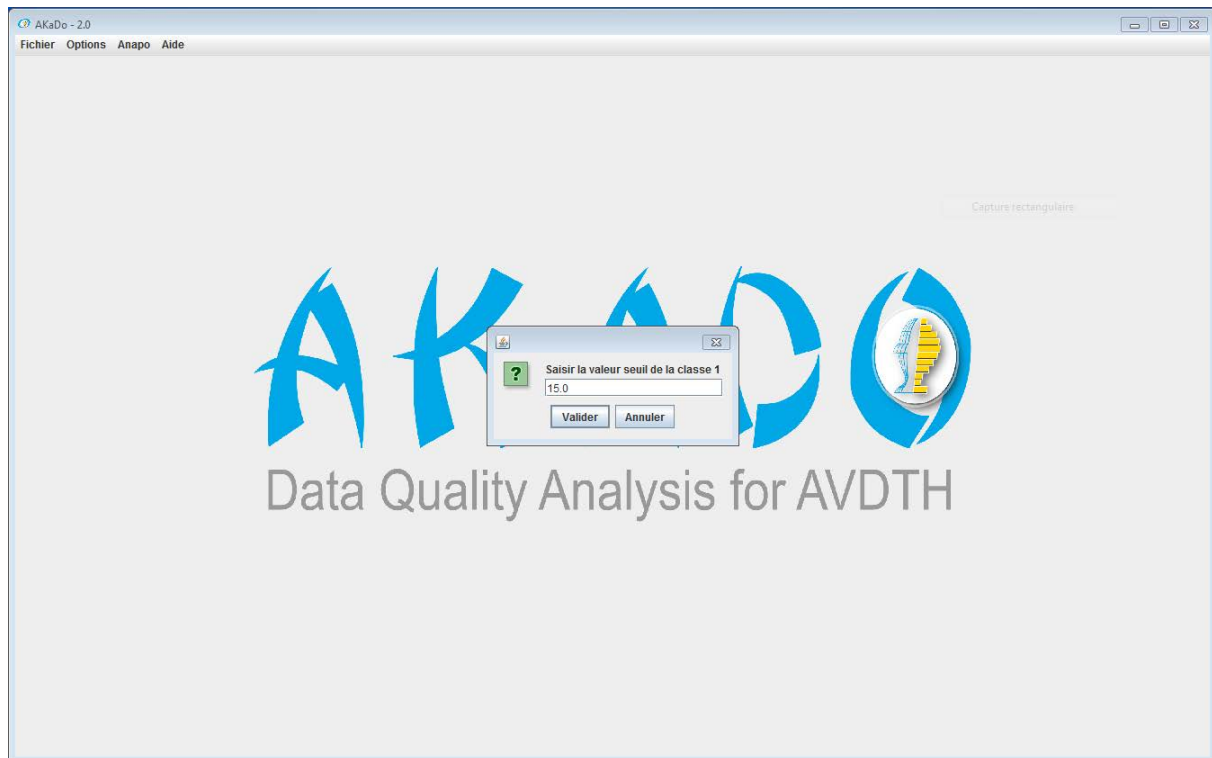 AKaDo - 2.0
Fichier Options Anapo Aide
Capture rectangulaire
AKADO
Saisir la valeur seuil de la classe 1
15.0
Valider Annuler
Data Quality Analysis for AVDTH